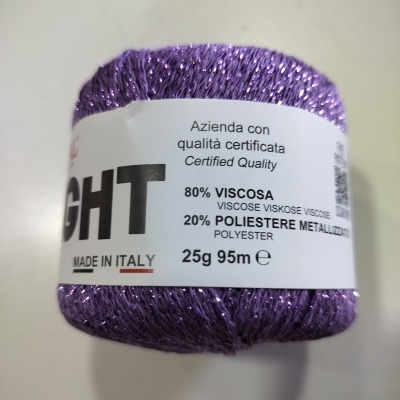 GHT
MADE IN ITALY
Azienda con
qualità certificata
Certified Quality
80% VISCOSA
VISCOSE VISKOSE VISCOSE
20% POLIESTERE METALLIZZATO
POLYESTER
25g 95m ℮